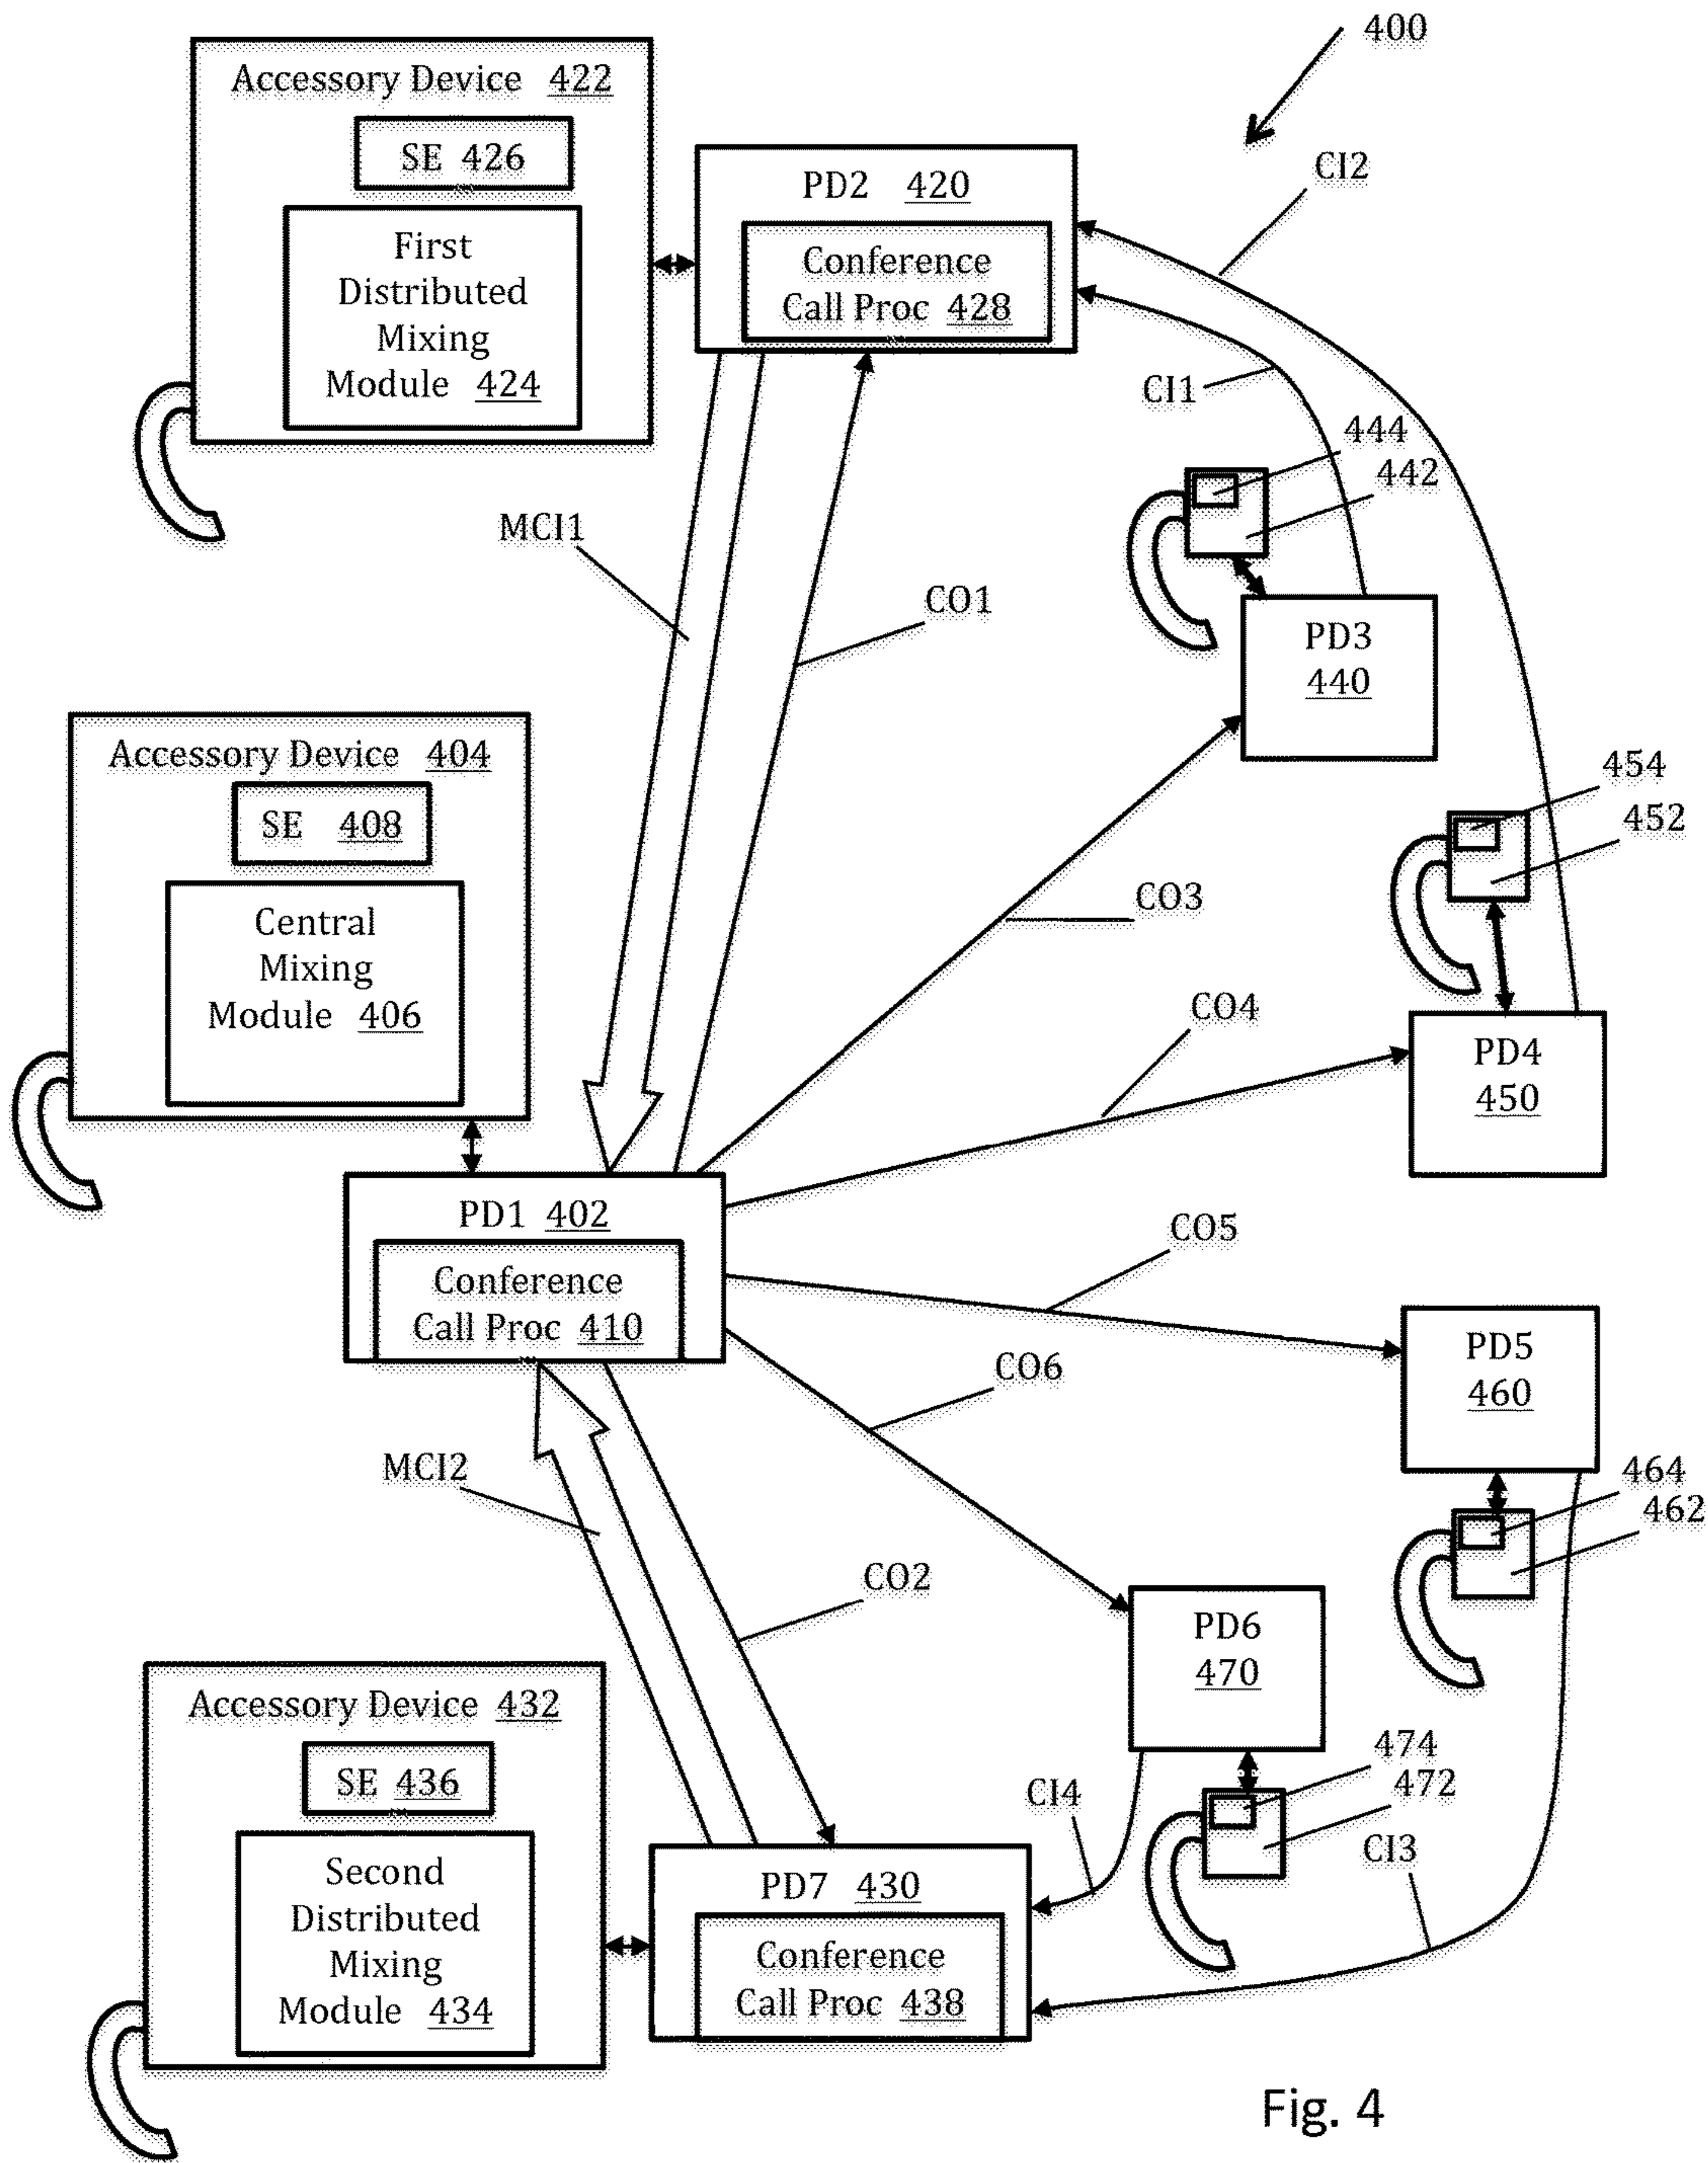 400
Accessory Device 422
SE 426
First
Distributed
Mixing
Module 424
PD2 420
Conference
Call Proc 428
CI2
CI1
444
442
MCI1
CO1
PD3
440
Accessory Device 404
SE 408
Central
Mixing
Module 406
454
452
CO3
CO4
PD4
450
PD1 402
Conference
Call Proc 410
CO5
CO6
PD5
460
MCI2
464
462
CO2
PD6
470
Accessory Device 432
SE 436
Second
Distributed
Mixing
Module 434
474
472
CI4
CI3
PD7 430
Conference
Call Proc 438
Fig. 4